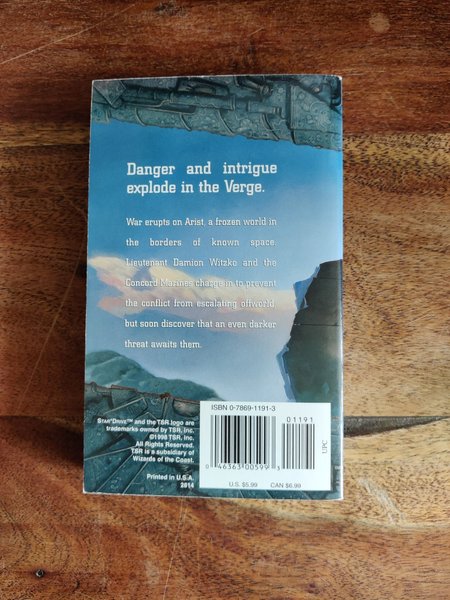 Danger and intrigue
explode in the Verge.
War erupts on Arist, a frozen world in
the borders of known space.
Lieutenant Damion Witzko and the
Concord Marines charge in to prevent
the conflict from escalating offworld,
but soon discover that an even darker
threat awaits them.
STAR*DRIVE™ and the TSR logo are
trademarks owned by TSR, Inc.
©1998 TSR, Inc.
All Rights Reserved.
TSR is a subsidiary of
Wizards of the Coast.
Printed in U.S.A.
2814
ISBN 0-7869-1191-3
01191
0 46363 00599 3
UPC
U.S. $5.99 CAN $6.99